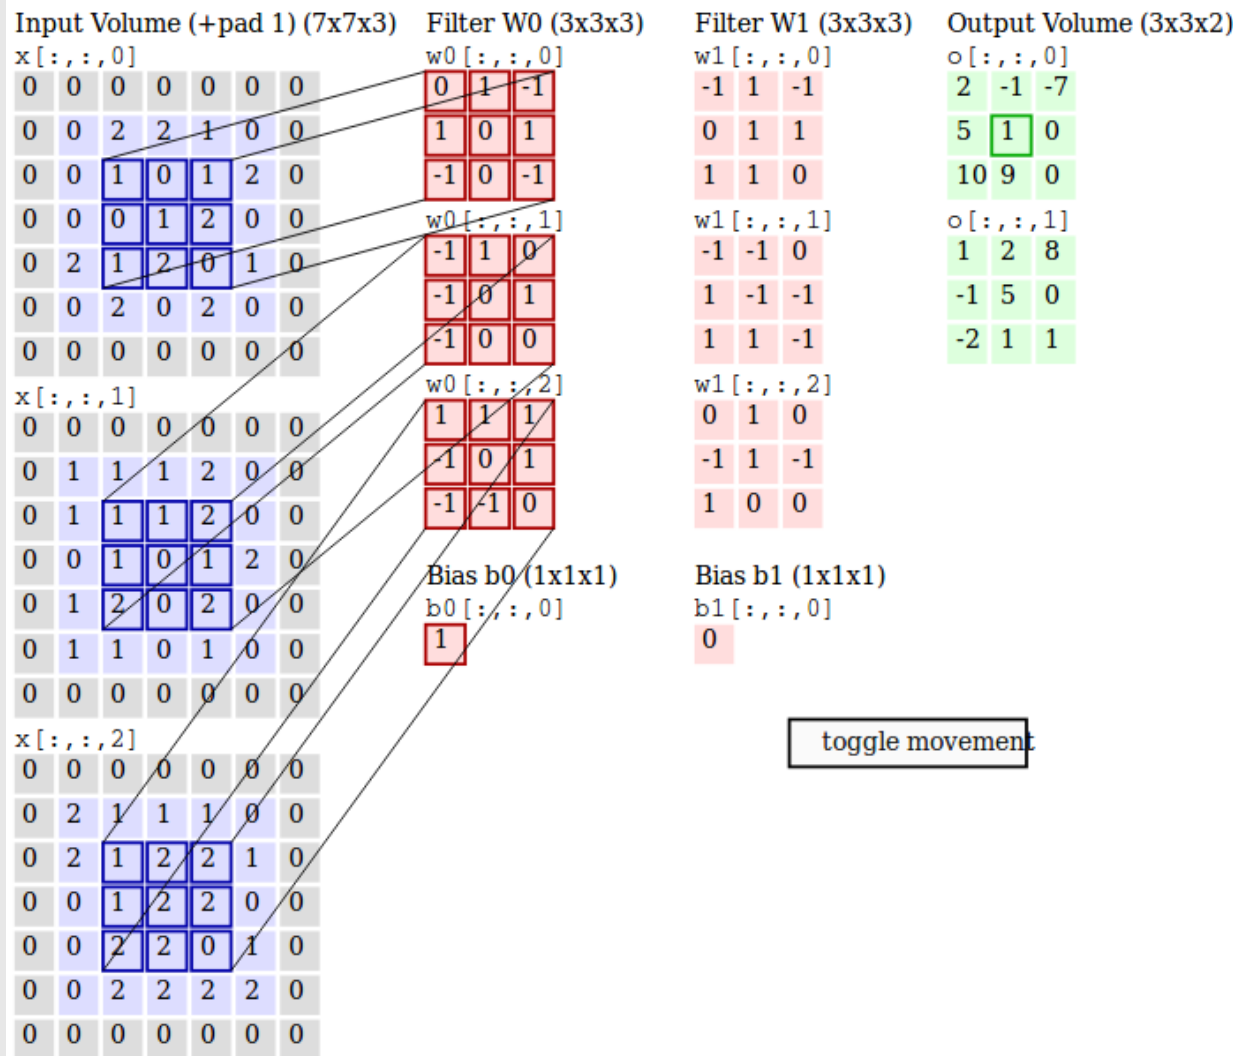 Input Volume (+pad 1) (7x7x3)
x[:,:,0]
0 0 0 0 0 0 0
0 0 2 2 1 0 0
0 0 1 0 1 2 0
0 0 0 1 2 0 0
0 2 1 2 0 1 0
0 0 2 0 2 0 0
0 0 0 0 0 0 0
x[:,:,1]
0 0 0 0 0 0 0
0 1 1 1 2 0 0
0 1 1 1 2 0 0
0 0 1 0 1 2 0
0 1 2 0 2 0 0
0 1 1 0 1 0 0
0 0 0 0 0 0 0
x[:,:,2]
0 0 0 0 0 0 0
0 2 1 1 1 0 0
0 2 1 2 2 1 0
0 0 1 2 2 0 0
0 0 2 2 0 1 0
0 0 2 2 2 2 0
0 0 0 0 0 0 0
Filter W0 (3x3x3)
w0[:,:,0]
0 1 -1
1 0 1
-1 0 -1
w0[:,:,1]
-1 1 0
-1 0 1
-1 0 0
w0[:,:,2]
1 1 1
-1 0 1
-1 -1 0
Bias b0 (1x1x1)
b0[:,:,0]
1
Filter W1 (3x3x3)
w1[:,:,0]
-1 1 -1
0 1 1
1 1 0
w1[:,:,1]
-1 -1 0
1 -1 -1
1 1 -1
w1[:,:,2]
0 1 0
-1 1 -1
1 0 0
Bias b1 (1x1x1)
b1[:,:,0]
0
Output Volume (3x3x2)
o[:,:,0]
2 -1 -7
5 1 0
10 9 0
o[:,:,1]
1 2 8
-1 5 0
-2 1 1
toggle movement